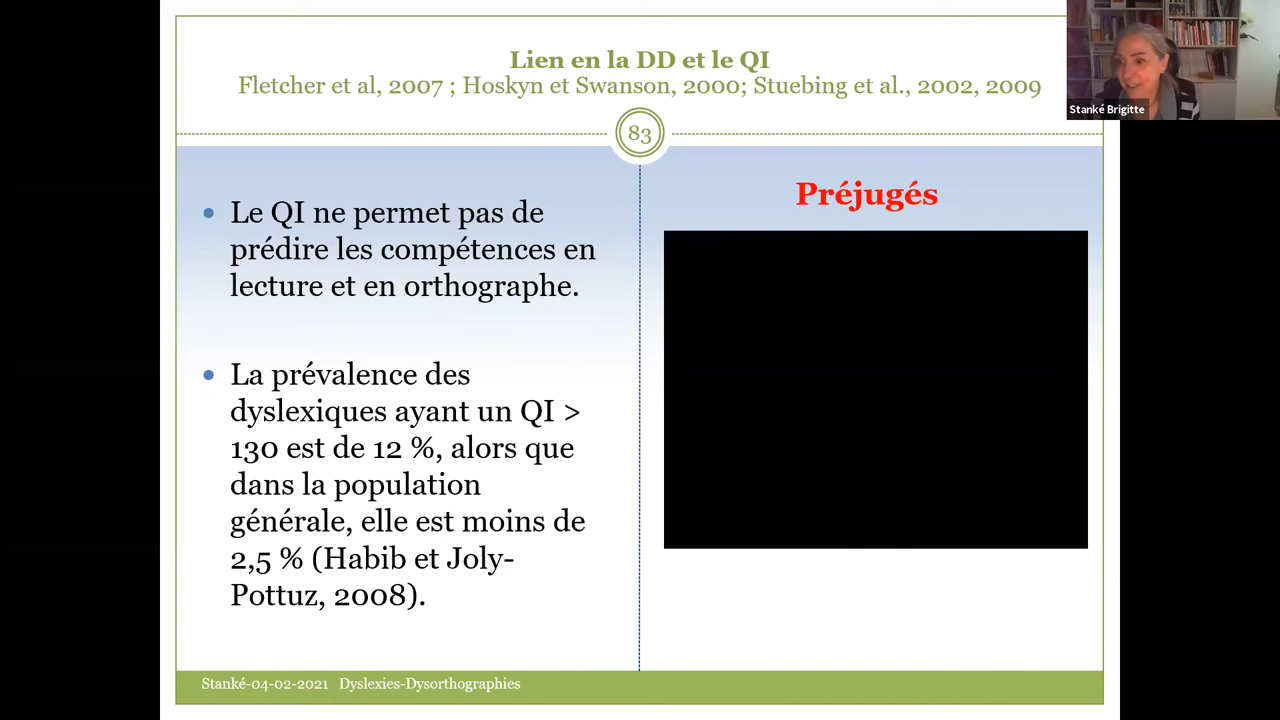 Lien en la DD et le QI
Fletcher et al, 2007 ; Hoskyn et Swanson, 2000; Stuebing et al., 2002, 2009
Stanké Brigitte
83
Le QI ne permet pas de
prédire les compétences en
lecture et en orthographe.
La prévalence des
dyslexiques ayant un QI >
130 est de 12 %, alors que
dans la population
générale, elle est moins de
2,5 % (Habib et Joly-
Pottuz, 2008).
Préjugés
Stanké-04-02-2021 Dyslexies-Dysorthographies